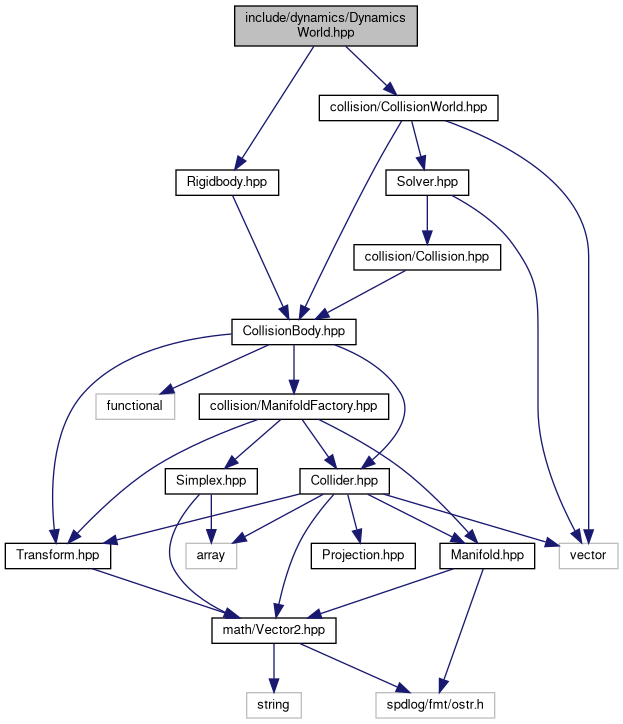 include/dynamics/Dynamics
World.hpp
collision/CollisionWorld.hpp
Rigidbody.hpp
Solver.hpp
collision/Collision.hpp
CollisionBody.hpp
functional
collision/ManifoldFactory.hpp
Simplex.hpp
Collider.hpp
Transform.hpp
array
Projection.hpp
Manifold.hpp
vector
math/Vector2.hpp
string
spdlog/fmt/ostr.h